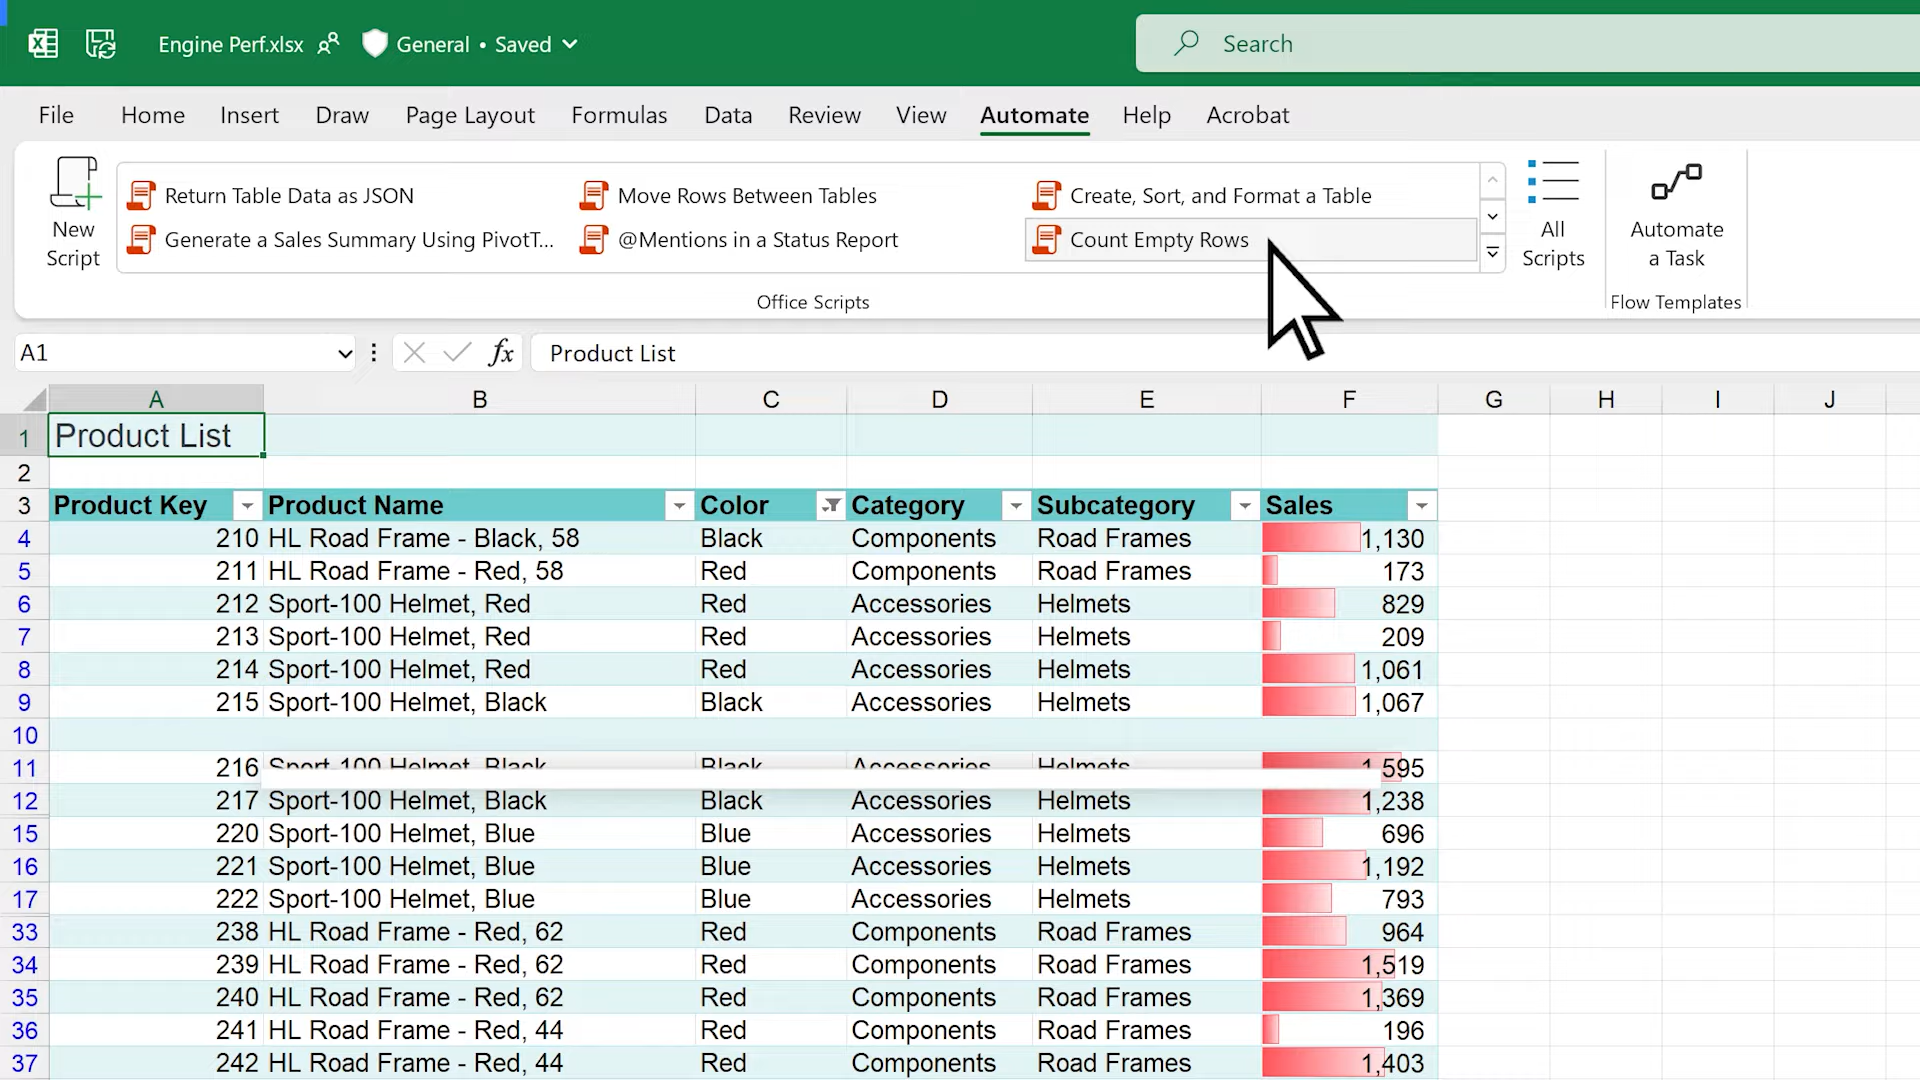 Engine Perf.xlsx General • Saved Search
File Home Insert Draw Page Layout Formulas Data Review View Automate Help Acrobat
New Script
Return Table Data as JSON Move Rows Between Tables Create, Sort, and Format a Table
Generate a Sales Summary Using PivotT... @Mentions in a Status Report Count Empty Rows
All Scripts
Automate a Task
Office Scripts Flow Templates
A1 fx Product List
A B C D E F G H I J
1 Product List
2
3 Product Key Product Name Color Category Subcategory Sales
4 210 HL Road Frame - Black, 58 Black Components Road Frames 1,130
5 211 HL Road Frame - Red, 58 Red Components Road Frames 173
6 212 Sport-100 Helmet, Red Red Accessories Helmets 829
7 213 Sport-100 Helmet, Red Red Accessories Helmets 209
8 214 Sport-100 Helmet, Red Red Accessories Helmets 1,061
9 215 Sport-100 Helmet, Black Black Accessories Helmets 1,067
10
11 216 Sport-100 Helmet, Black Black Accessories Helmets 1,595
12 217 Sport-100 Helmet, Black Black Accessories Helmets 1,238
15 220 Sport-100 Helmet, Blue Blue Accessories Helmets 696
16 221 Sport-100 Helmet, Blue Blue Accessories Helmets 1,192
17 222 Sport-100 Helmet, Blue Blue Accessories Helmets 793
33 238 HL Road Frame - Red, 62 Red Components Road Frames 964
34 239 HL Road Frame - Red, 62 Red Components Road Frames 1,519
35 240 HL Road Frame - Red, 62 Red Components Road Frames 1,369
36 241 HL Road Frame - Red, 44 Red Components Road Frames 196
37 242 HL Road Frame - Red, 44 Red Components Road Frames 1,403